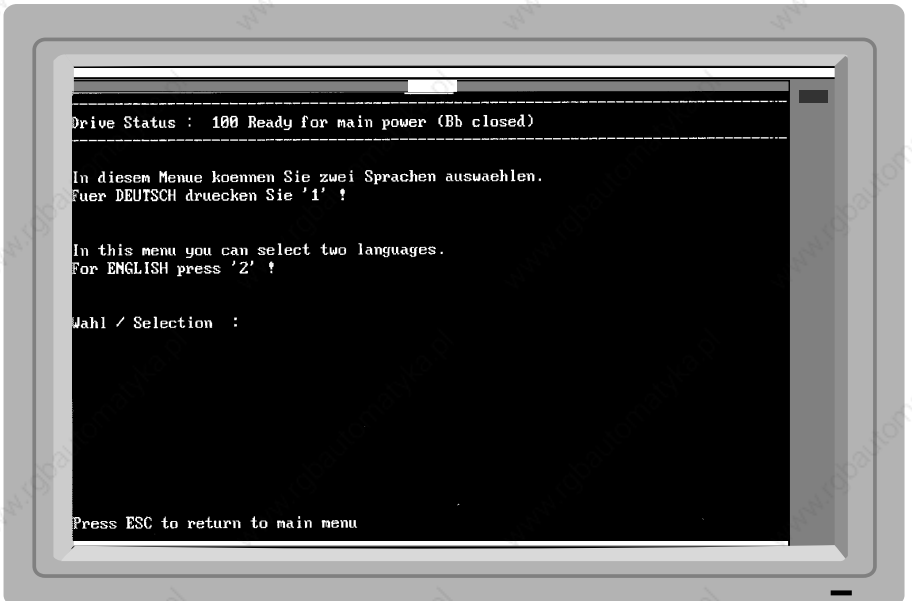 Drive Status :  100 Ready for main power (Bb closed)
In diesem Menue koennen Sie zwei Sprachen auswaehlen.
Fuer DEUTSCH druecken Sie '1' !
In this menu you can select two languages.
For ENGLISH press '2' !
Wahl / Selection  :
Press ESC to return to main menu